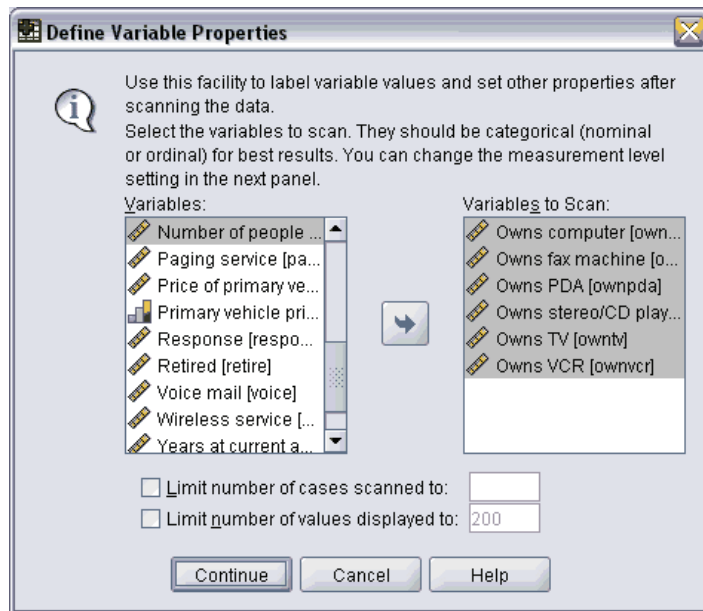 Define Variable Properties
Use this facility to label variable values and set other properties after
scanning the data.
Select the variables to scan. They should be categorical (nominal
or ordinal) for best results. You can change the measurement level
setting in the next panel.
Variables:
Number of people ...
Paging service [pa...
Price of primary ve...
Primary vehicle pri...
Response [respo...
Retired [retire]
Voice mail [voice]
Wireless service [...
Years at current a...
Variables to Scan:
Owns computer [own...
Owns fax machine [o...
Owns PDA [ownpda]
Owns stereo/CD play...
Owns TV [owntv]
Owns VCR [ownvcr]
Limit number of cases scanned to:
Limit number of values displayed to: 200
Continue Cancel Help